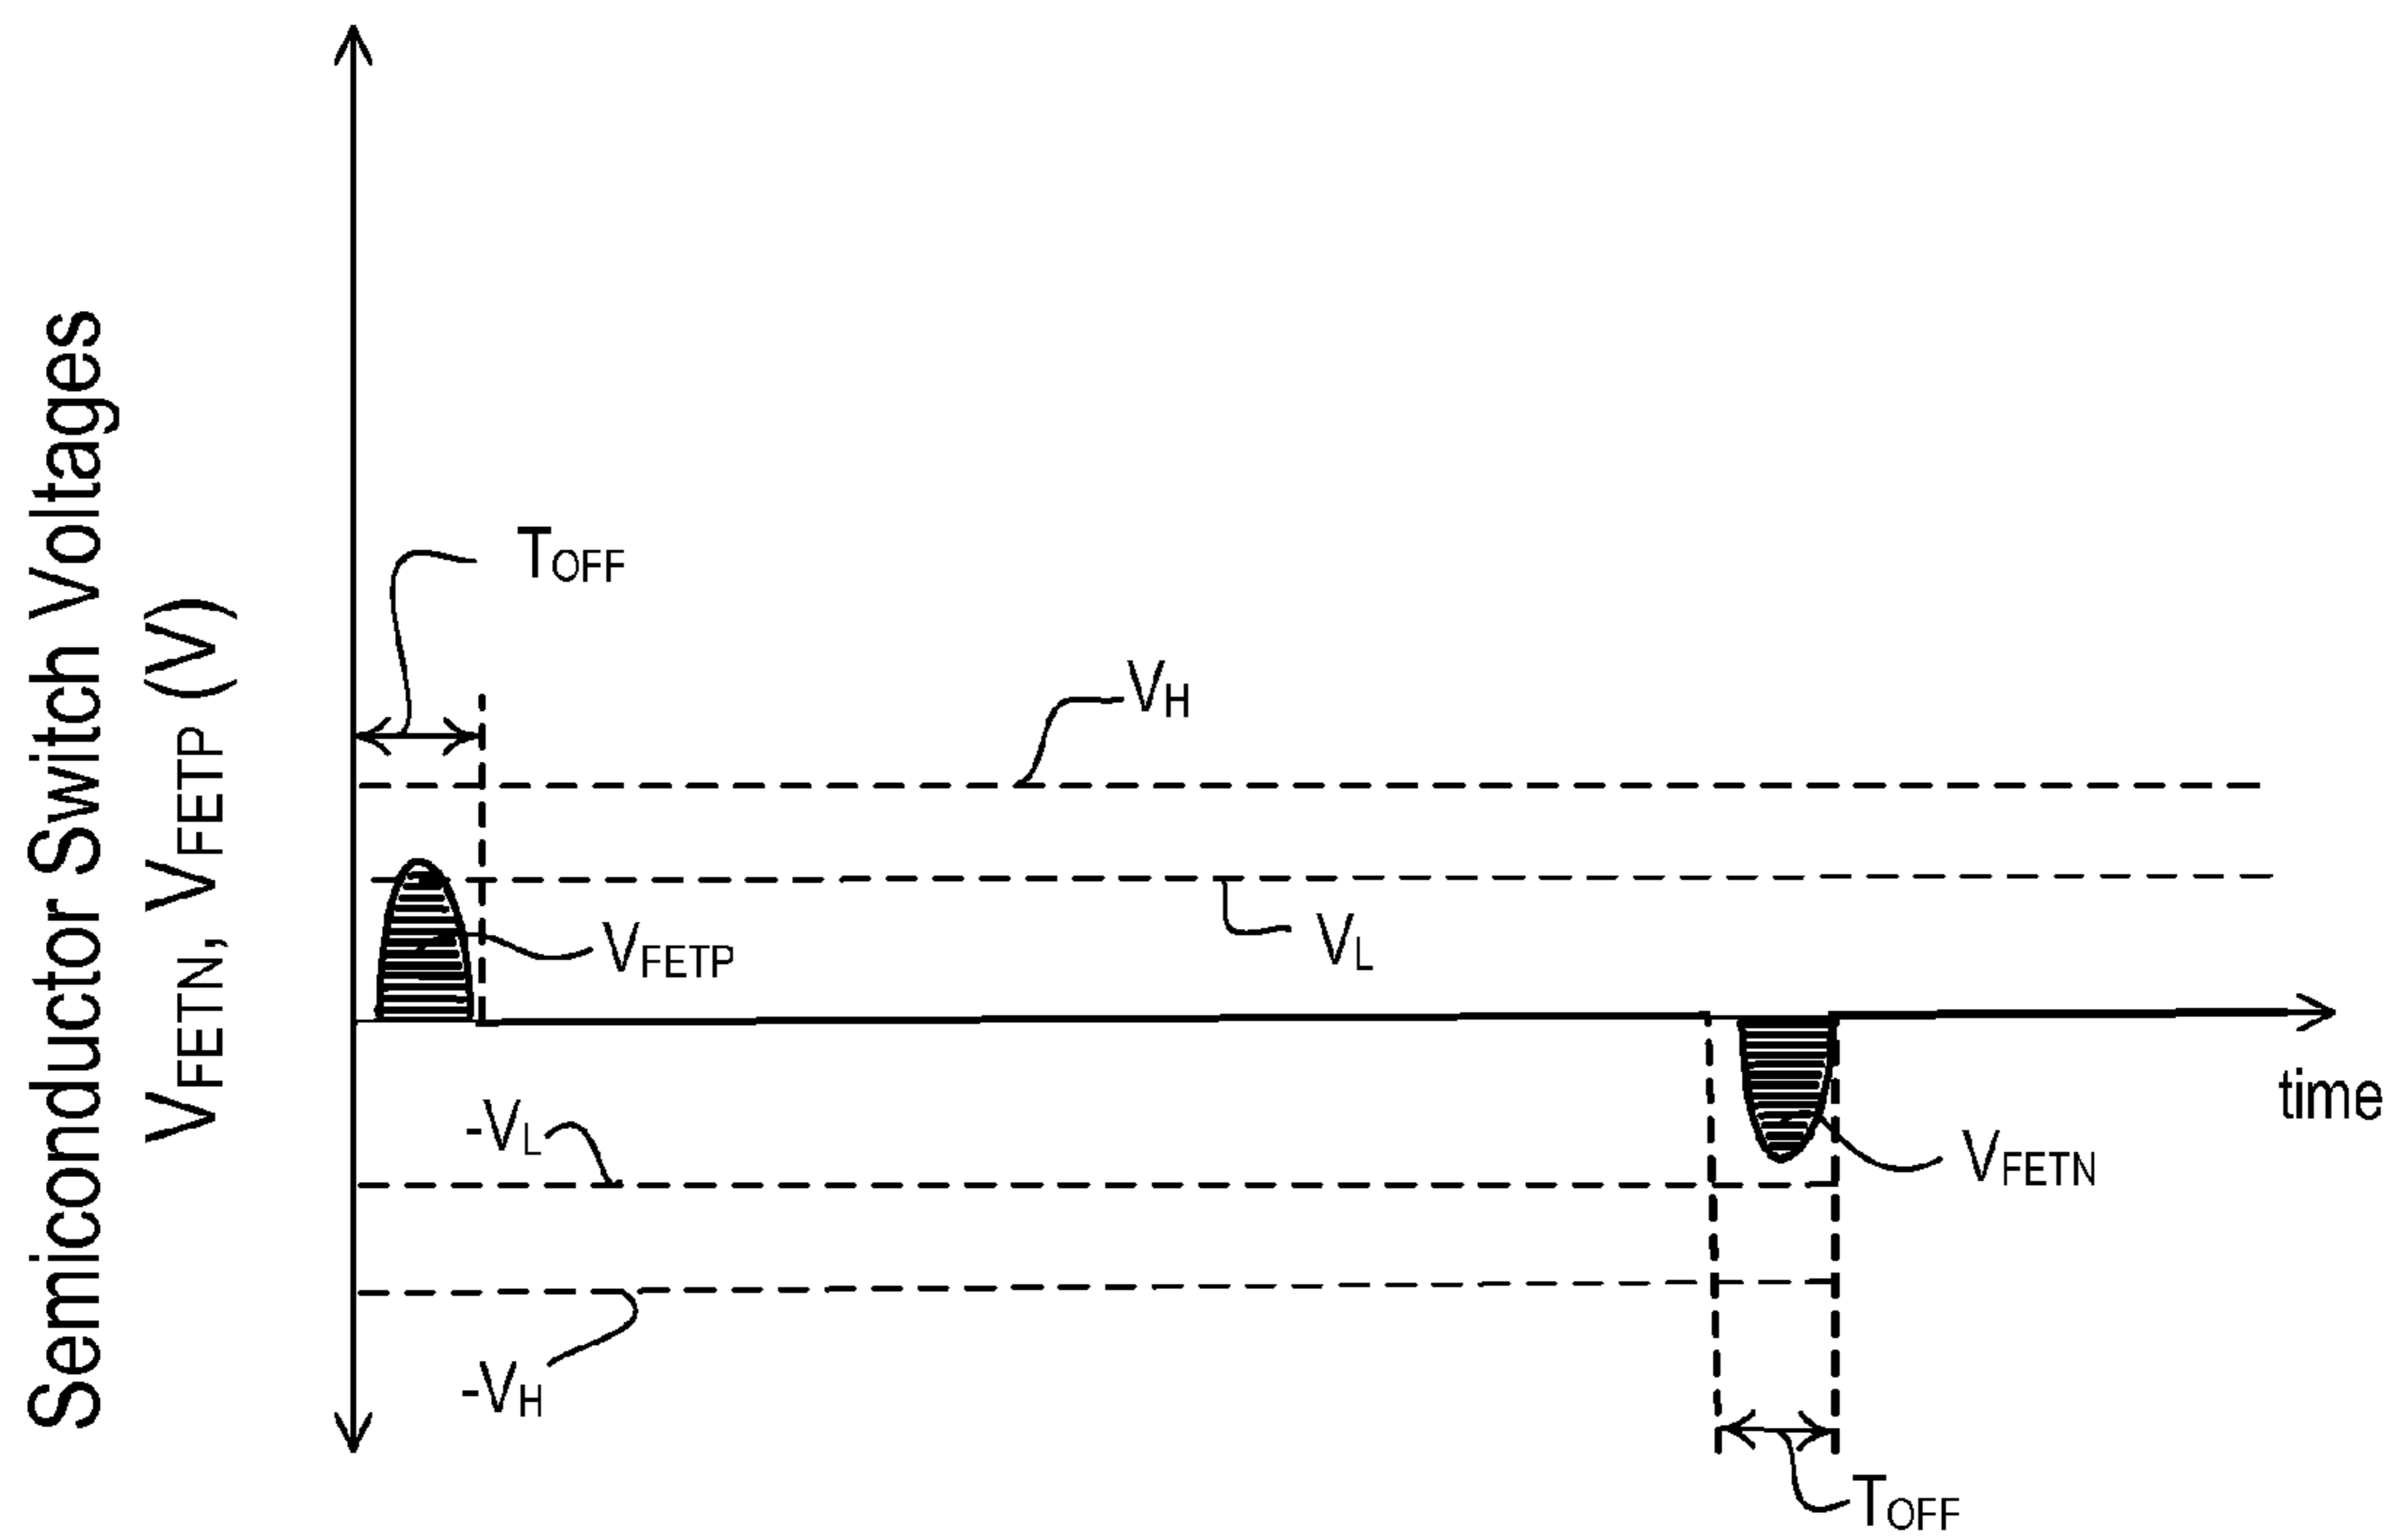 Semiconductor Switch Voltages
VFETN, VFETP (V)
TOFF
VH
VL
VFETP
time
-VL
VFETN
-VH
TOFF